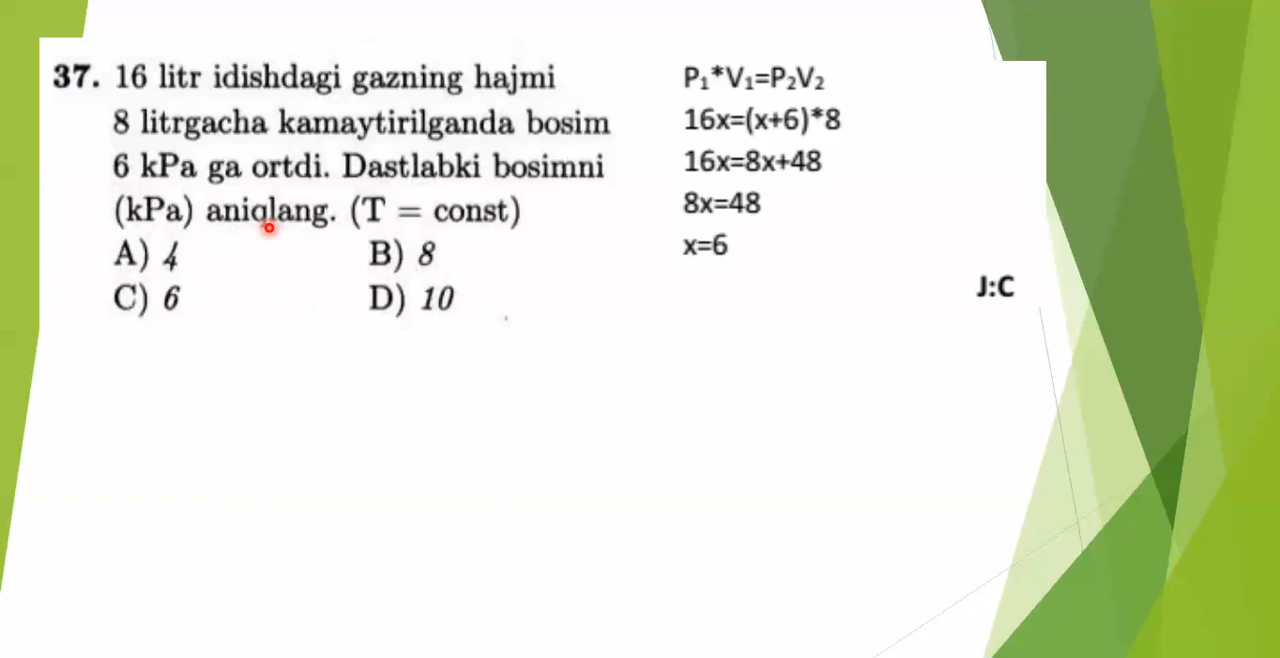 37. 16 litr idishdagi gazning hajmi
8 litrgacha kamaytirilganda bosim
6 kPa ga ortdi. Dastlabki bosimni
(kPa) aniqlang. (T = const)
A) 4 B) 8
C) 6 D) 10
P₁*V₁=P₂V₂
16x=(x+6)*8
16x=8x+48
8x=48
x=6
J:C